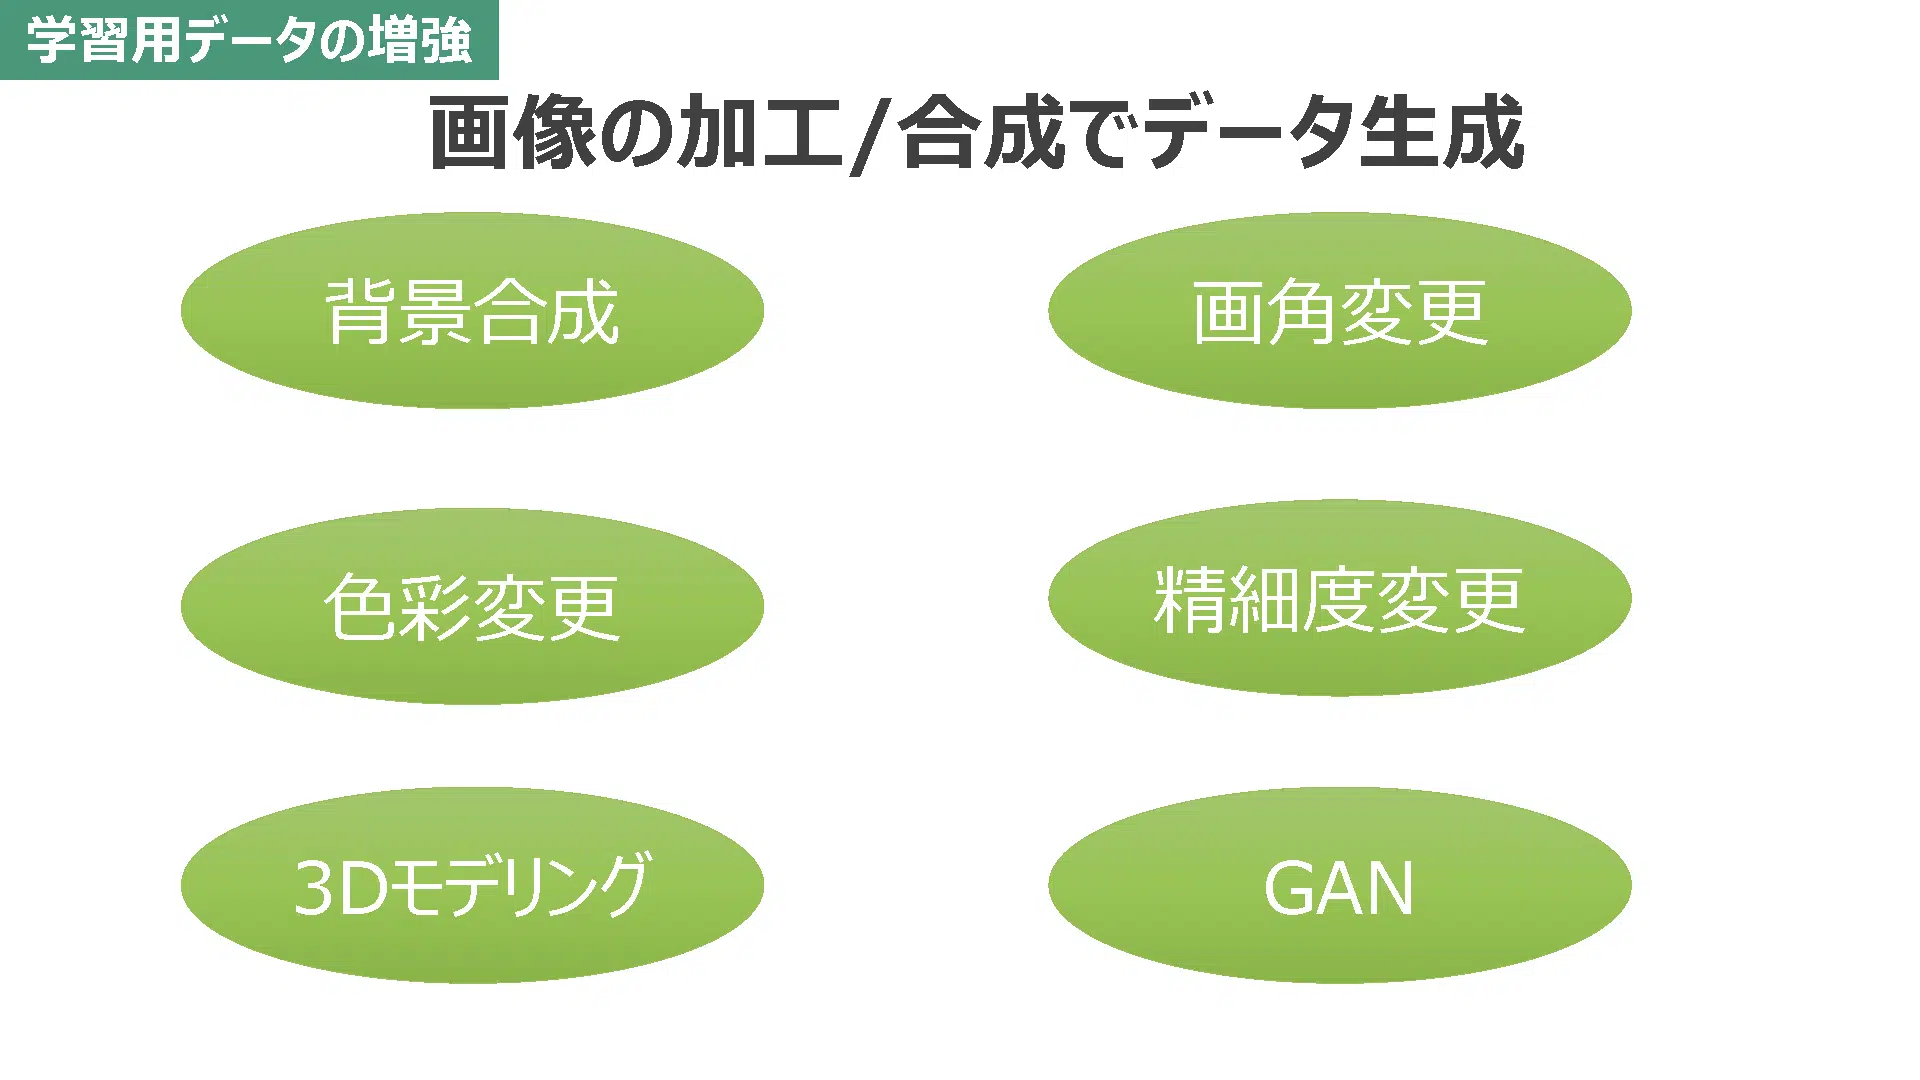 学習用データの増強
画像の加工/合成でデータ生成
背景合成
画角変更
色彩変更
精細度変更
3Dモデリング
GAN